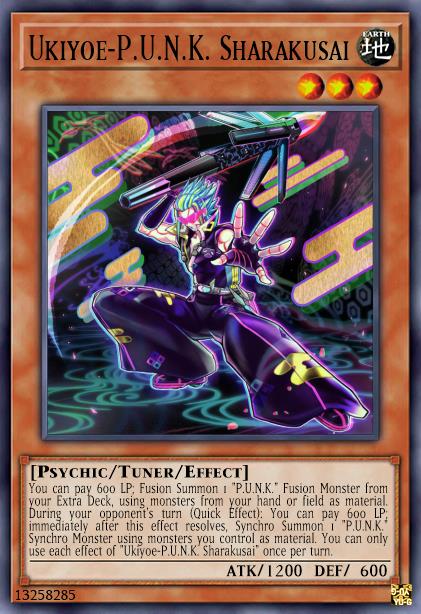 UKIYOE-P.U.N.K. SHARAKUSAI
EARTH
地
[PSYCHIC/TUNER/EFFECT]
You can pay 600 LP; Fusion Summon 1 "P.U.N.K." Fusion Monster from
your Extra Deck, using monsters from your hand or field as material.
During your opponent's turn (Quick Effect): You can pay 600 LP;
immediately after this effect resolves, Synchro Summon 1 "P.U.N.K."
Synchro Monster using monsters you control as material. You can only
use each effect of "Ukiyoe-P.U.N.K. Sharakusai" once per turn.
ATK/1200 DEF/ 600
13258285